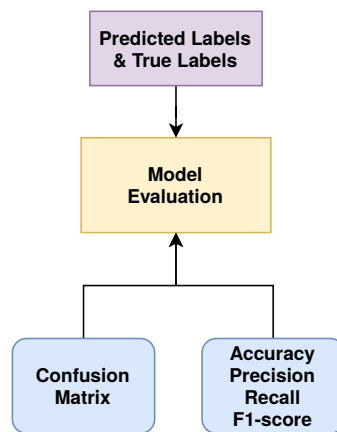 Predicted Labels
& True Labels
Model
Evaluation
Confusion
Matrix
Accuracy
Precision
Recall
F1-score